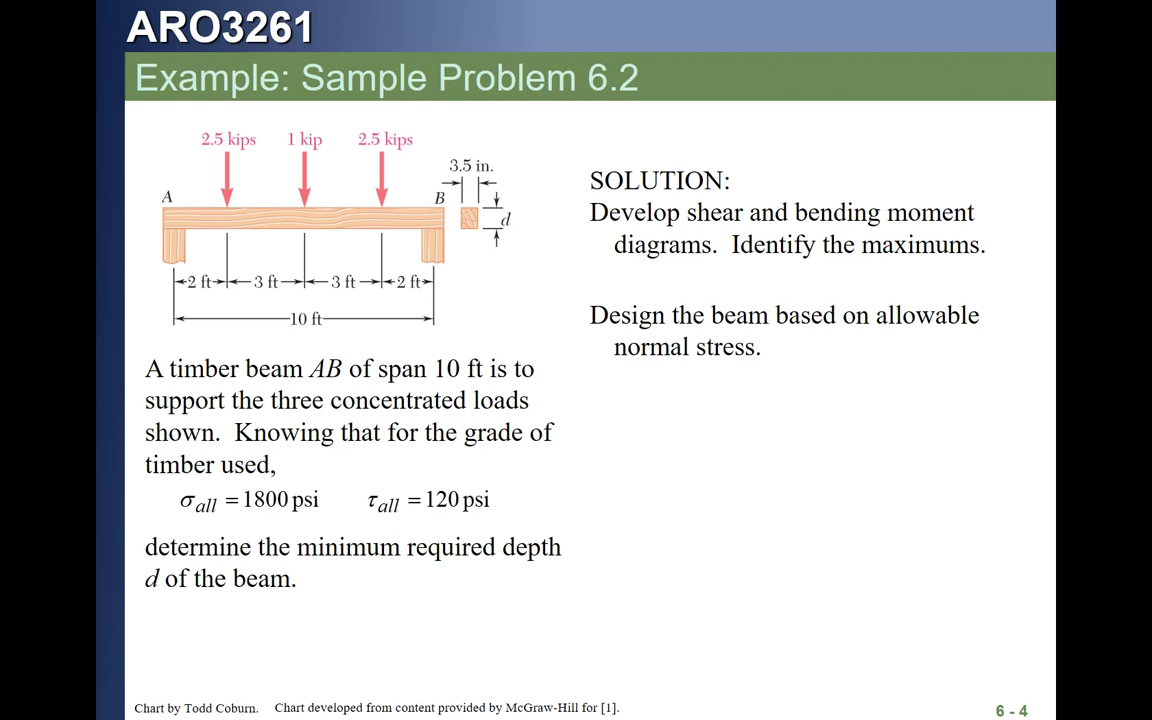 ARO3261
Example: Sample Problem 6.2
2.5 kips 1 kip 2.5 kips
3.5 in.
A B
d
2 ft 3 ft 3 ft 2 ft
10 ft
A timber beam AB of span 10 ft is to
support the three concentrated loads
shown. Knowing that for the grade of
timber used,
σall = 1800 psi τall = 120 psi
determine the minimum required depth
d of the beam.
SOLUTION:
Develop shear and bending moment
diagrams. Identify the maximums.
Design the beam based on allowable
normal stress.
Chart by Todd Coburn. Chart developed from content provided by McGraw-Hill for [1].
6 - 4